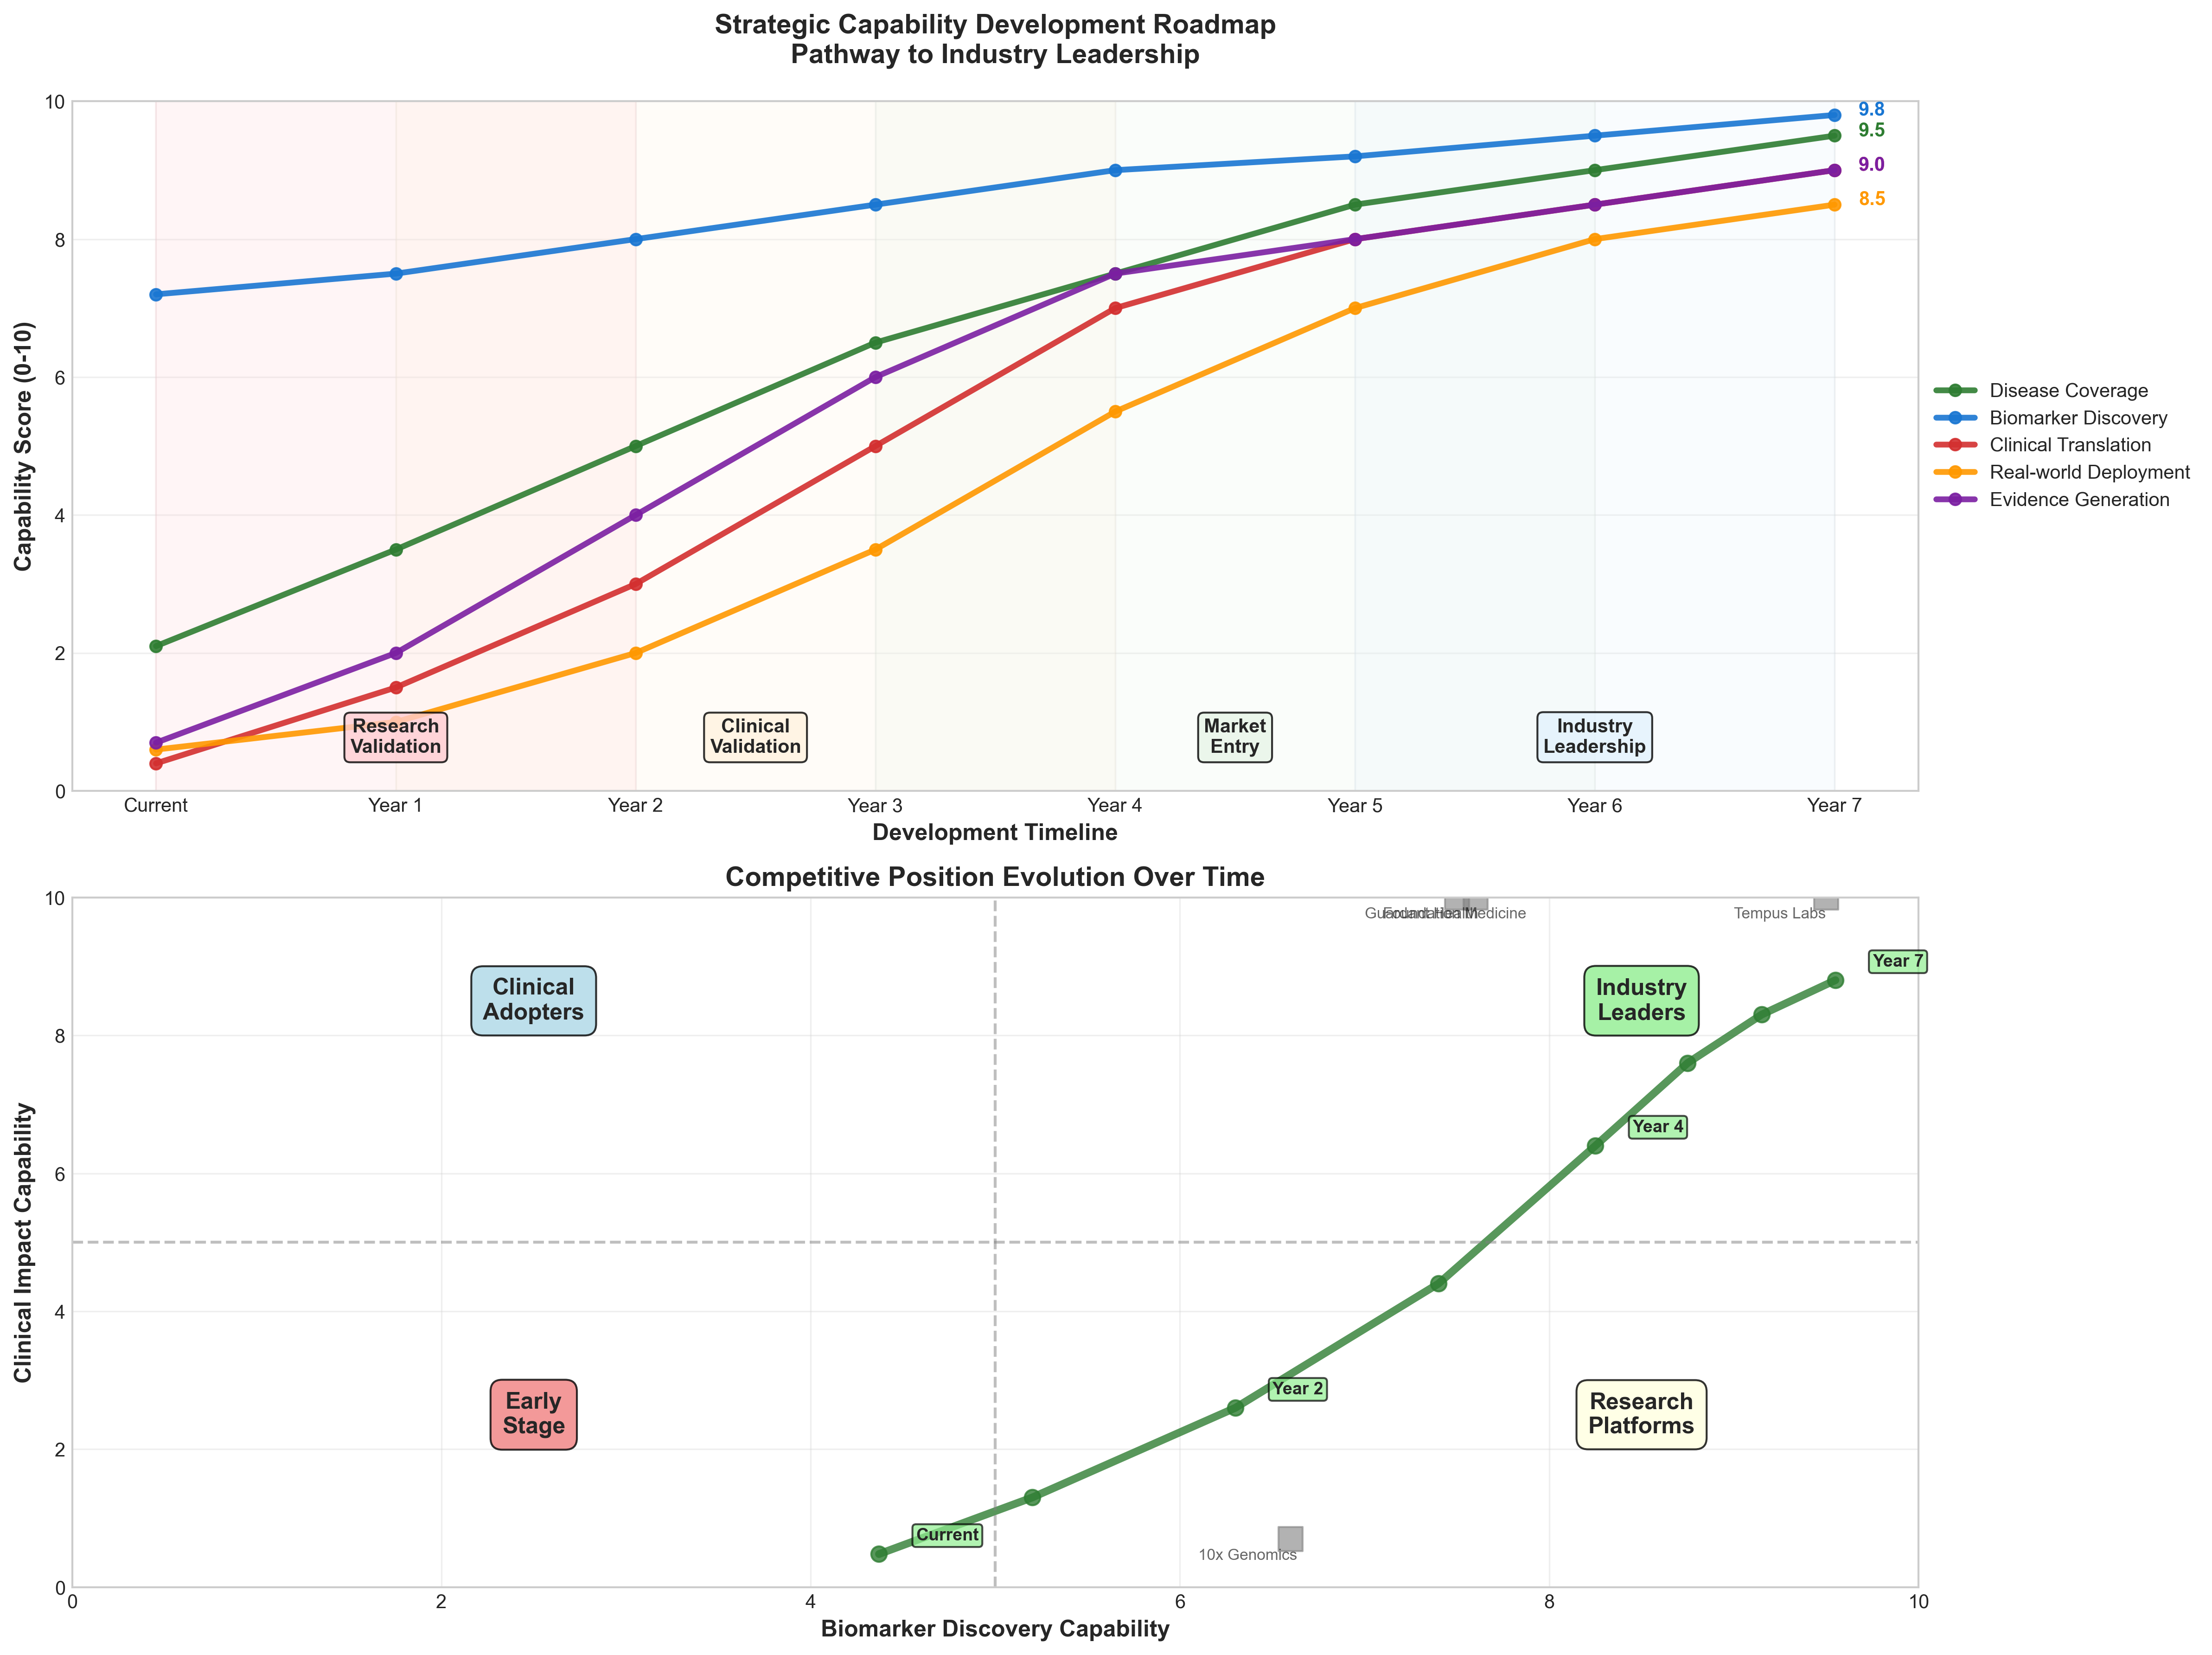 Strategic Capability Development Roadmap
Pathway to Industry Leadership
Capability Score (0-10)
10
8
6
4
2
0
9.8
9.5
9.0
8.5
Disease Coverage
Biomarker Discovery
Clinical Translation
Real-world Deployment
Evidence Generation
Research
Validation
Clinical
Validation
Market
Entry
Industry
Leadership
Current
Year 1
Year 2
Year 3
Year 4
Year 5
Year 6
Year 7
Development Timeline
Competitive Position Evolution Over Time
Clinical Impact Capability
10
8
6
4
2
0
Guardant Health
Foundation Medicine
Tempus Labs
Year 7
Clinical
Adopters
Industry
Leaders
Year 4
Year 2
Early
Stage
Research
Platforms
Current
10x Genomics
0
2
4
6
8
10
Biomarker Discovery Capability